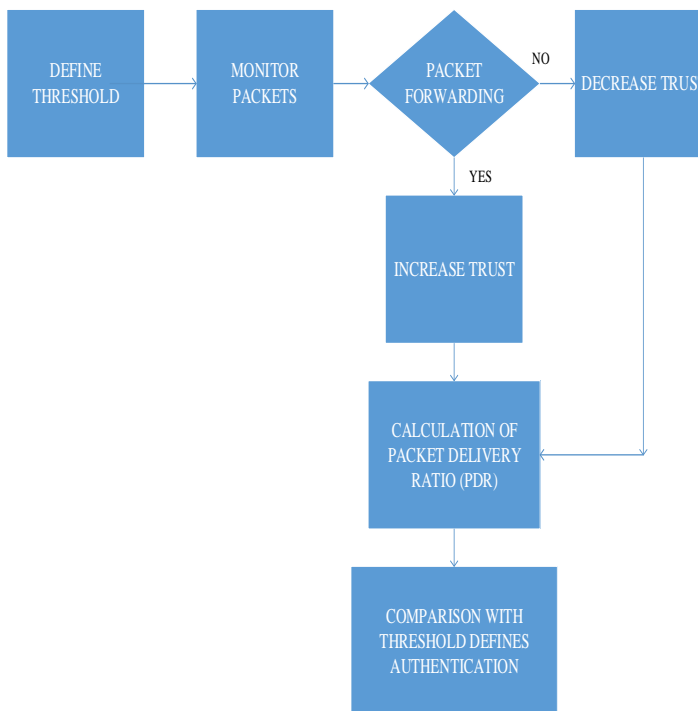 DEFINE
THRESHOLD
MONITOR
PACKETS
PACKET
FORWARDING
NO
DECREASE TRUS
YES
INCREASE TRUST
CALCULATION OF
PACKET DELIVERY
RATIO (PDR)
COMPARISON WITH
THRESHOLD DEFINES
AUTHENTICATION